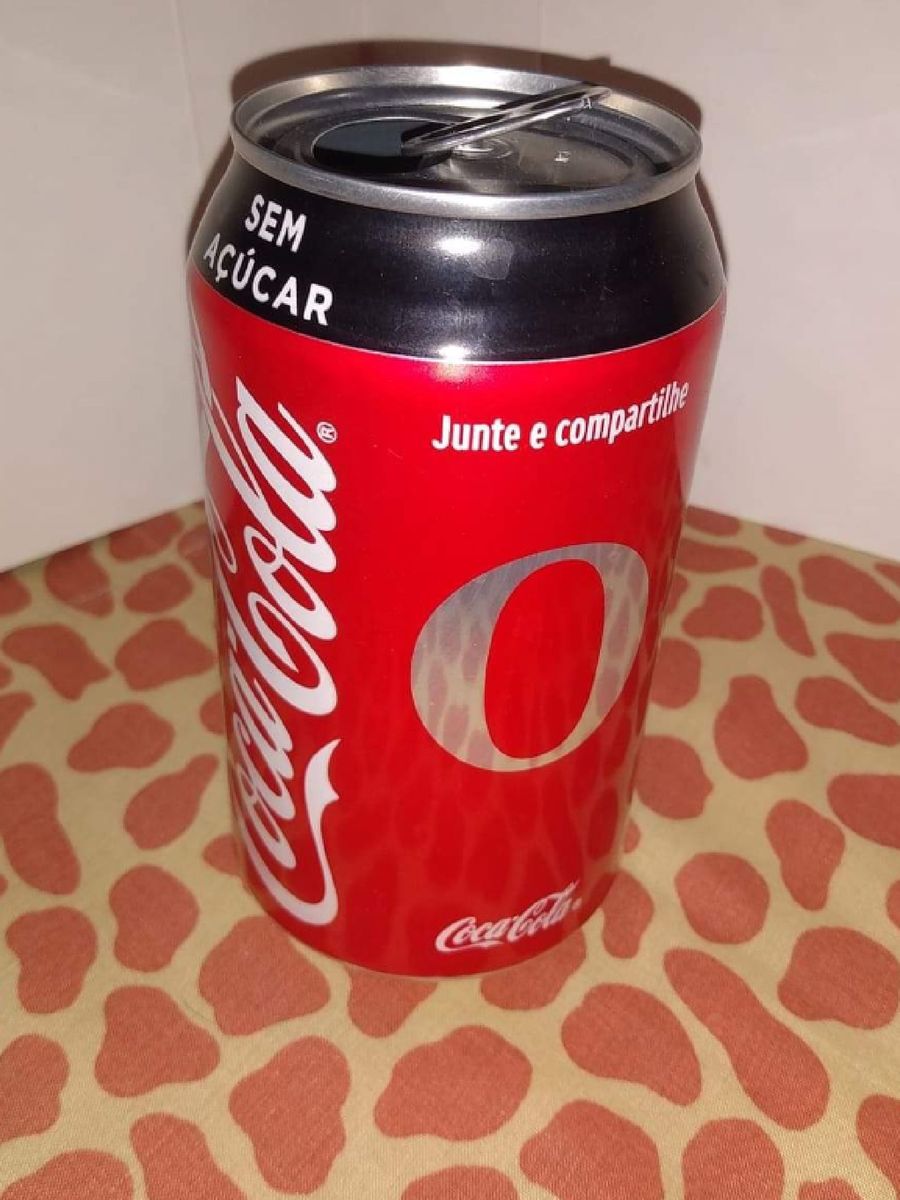 SEM
AÇÚCAR
Coca-Cola®
Junte e compartilhe
O
Coca-Cola®